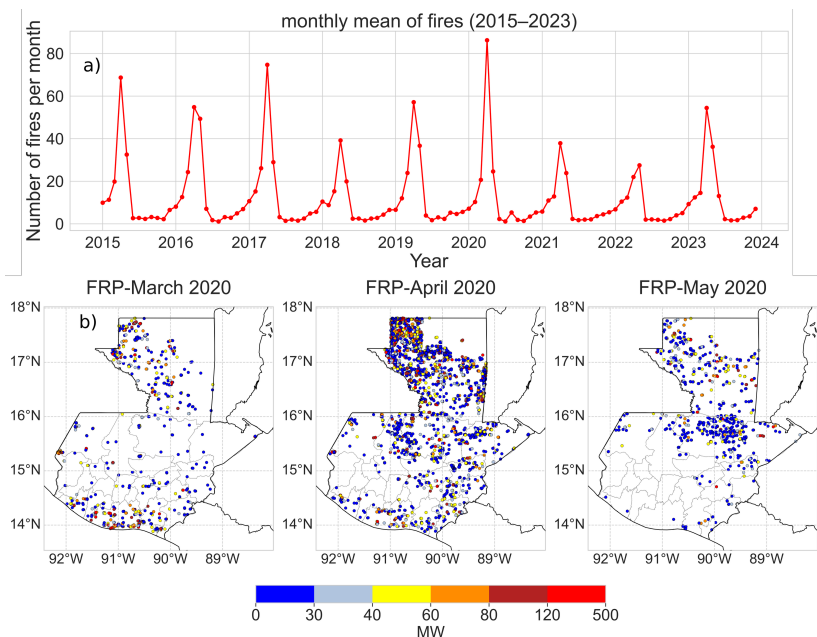 monthly mean of fires (2015–2023)
a)
Number of fires per month
80
60
40
20
0
2015 2016 2017 2018 2019 2020 2021 2022 2023 2024
Year
FRP-March 2020 FRP-April 2020 FRP-May 2020
b)
18°N 18°N 18°N
17°N 17°N 17°N
16°N 16°N 16°N
15°N 15°N 15°N
14°N 14°N 14°N
92°W 91°W 90°W 89°W 92°W 91°W 90°W 89°W 92°W 91°W 90°W 89°W
0 30 40 60 80 120 500
MW